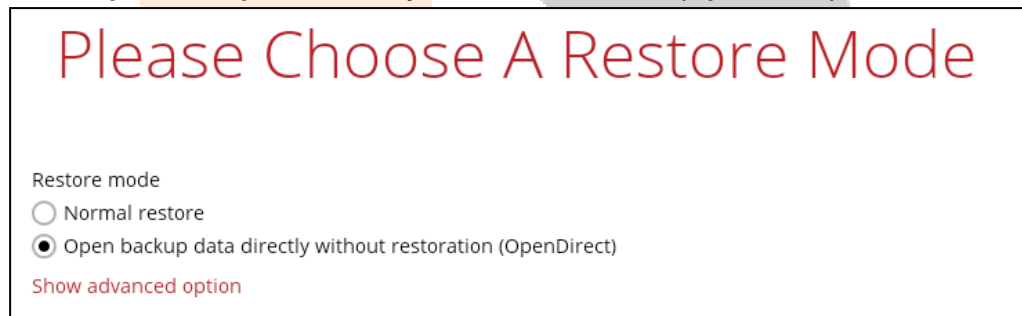 Please Choose A Restore Mode
Restore mode
Normal restore
Open backup data directly without restoration (OpenDirect)
Show advanced option